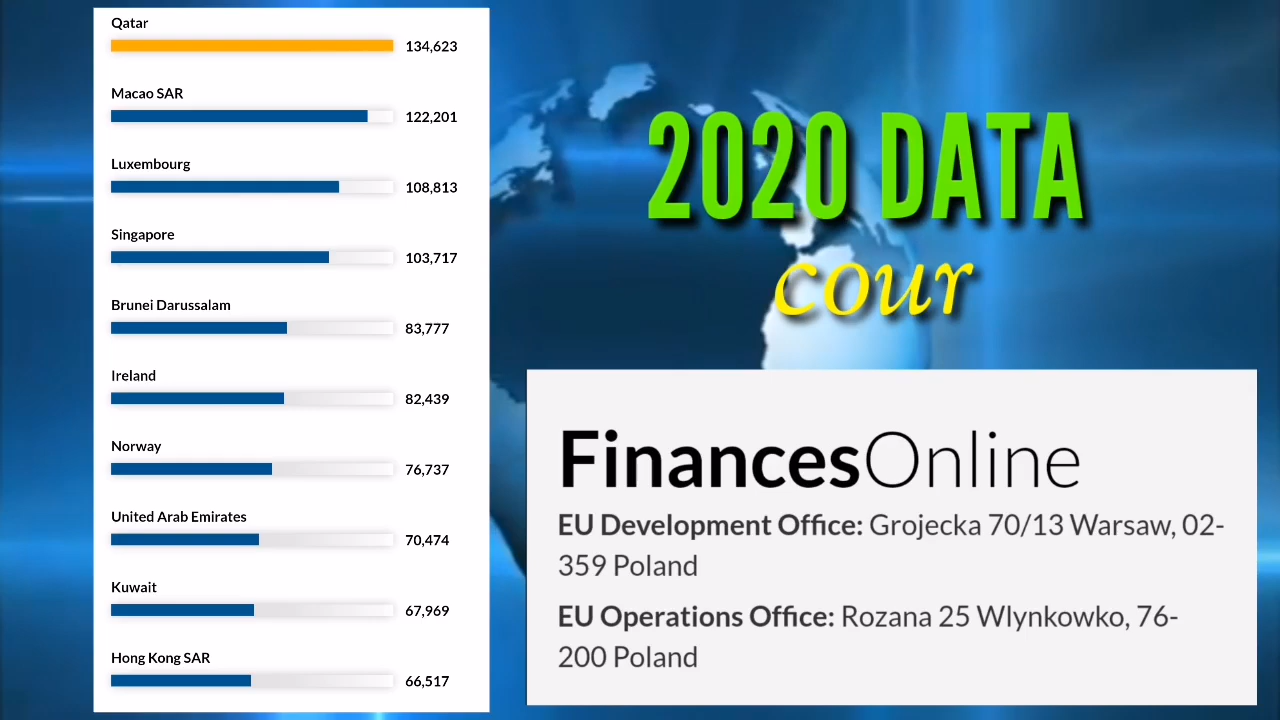 Qatar
134,623
Macao SAR
122,201
Luxembourg
108,813
Singapore
103,717
Brunei Darussalam
83,777
Ireland
82,439
Norway
76,737
United Arab Emirates
70,474
Kuwait
67,969
Hong Kong SAR
66,517
2020 DATA
cour
FinancesOnline
EU Development Office: Grojecka 70/13 Warsaw, 02-
359 Poland
EU Operations Office: Rozana 25 Wlynkowko, 76-
200 Poland